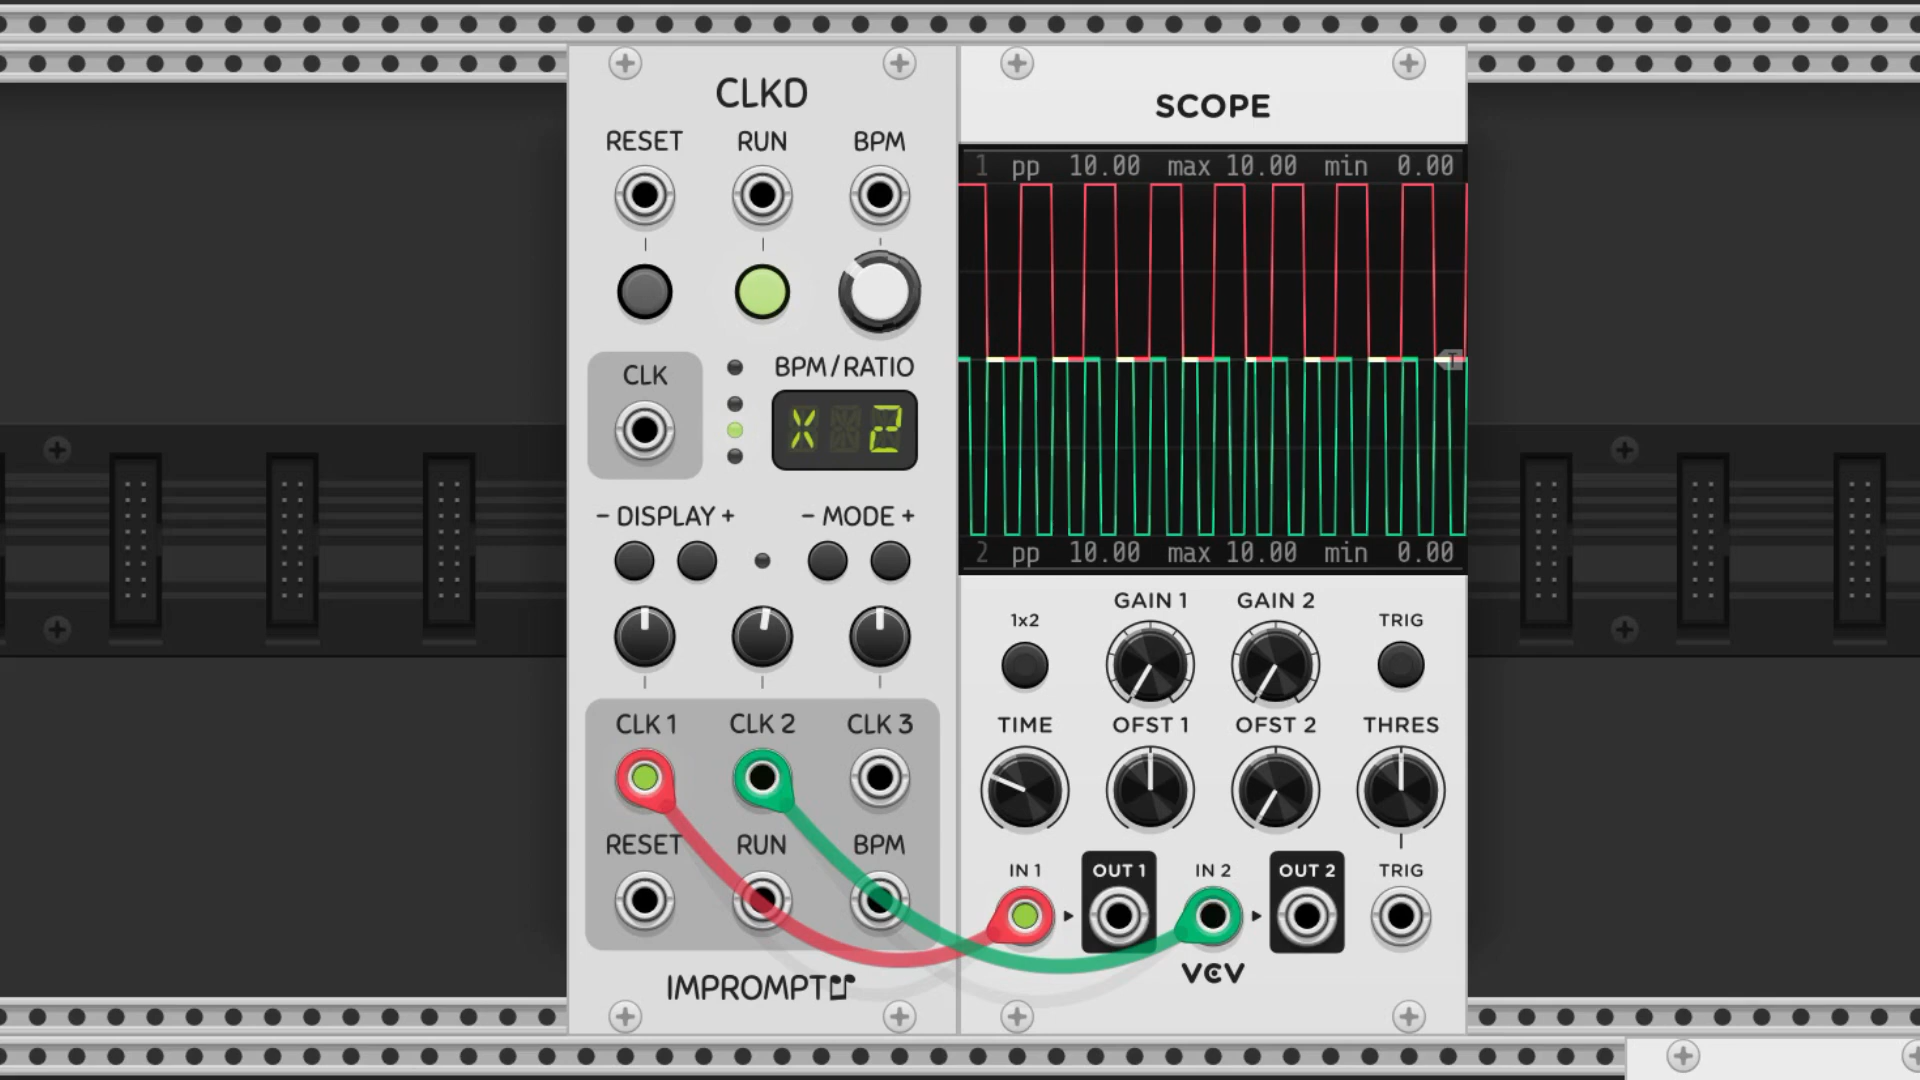 CLKD
RESET RUN BPM
CLK
BPM/RATIO
X 2
- DISPLAY + - MODE +
CLK 1 CLK 2 CLK 3
RESET RUN BPM
IMPROMPTU
SCOPE
1 pp 10.00 max 10.00 min 0.00
T
2 pp 10.00 max 10.00 min 0.00
1x2 GAIN 1 GAIN 2 TRIG
TIME OFST 1 OFST 2 THRES
IN 1 OUT 1 IN 2 OUT 2 TRIG
VCV